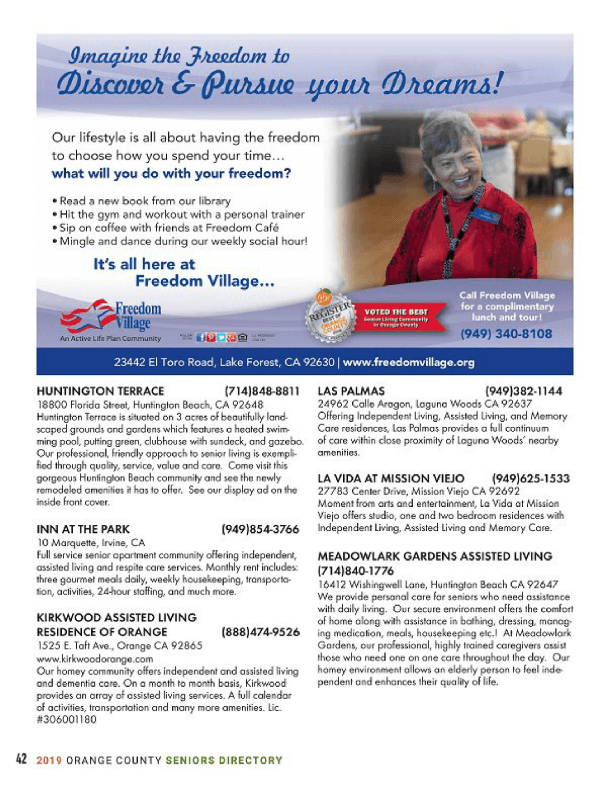 Imagine the Freedom to
Discover & Pursue your Dreams!
Our lifestyle is all about having the freedom
to choose how you spend your time...
what will you do with your freedom?
• Read a new book from our library
• Hit the gym and workout with a personal trainer
• Sip on coffee with friends at Freedom Café
• Mingle and dance during our weekly social hour!
It's all here at
Freedom Village...
Freedom
Village
An Active Life Plan Community
REGISTER
BEST OF
VOTED THE BEST
Senior Living Community
in Orange County
Call Freedom Village
for a complimentary
lunch and tour!
(949) 340-8108
23442 El Toro Road, Lake Forest, CA 92630 | www.freedomvillage.org
HUNTINGTON TERRACE (714)848-8811
18800 Florida Street, Huntington Beach, CA 92648
Huntington Terrace is situated on 3 acres of beautifully land-
scaped grounds and gardens which features a heated swim-
ming pool, putting green, clubhouse with sundeck, and gazebo.
Our professional, friendly approach to senior living is exempli-
fied through quality, service, value and care. Come visit this
gorgeous Huntington Beach community and see the newly
remodeled amenities it has to offer. See our display ad on the
inside front cover.
INN AT THE PARK (949)854-3766
10 Marquette, Irvine, CA
Full service senior apartment community offering independent,
assisted living and respite care services. Monthly rent includes:
three gourmet meals daily, weekly housekeeping, transporta-
tion, activities, 24-hour staffing, and much more.
KIRKWOOD ASSISTED LIVING
RESIDENCE OF ORANGE (888)474-9526
1525 E. Taft Ave., Orange CA 92865
www.kirkwoodorange.com
Our homey community offers independent and assisted living
and dementia care. On a month to month basis, Kirkwood
provides an array of assisted living services. A full calendar
of activities, transportation and many more amenities. Lic.
#306001180
LAS PALMAS (949)382-1144
24962 Calle Aragon, Laguna Woods CA 92637
Offering Independent Living, Assisted Living, and Memory
Care residences, Las Palmas provides a full continuum
of care within close proximity of Laguna Woods' nearby
amenities.
LA VIDA AT MISSION VIEJO (949)625-1533
27783 Center Drive, Mission Viejo CA 92692
Moment from arts and entertainment, La Vida at Mission
Viejo offers studio, one and two bedroom residences with
Independent Living, Assisted Living and Memory Care.
MEADOWLARK GARDENS ASSISTED LIVING
(714)840-1776
16412 Wishingwell Lane, Huntington Beach CA 92647
We provide personal care for seniors who need assistance
with daily living. Our secure environment offers the comfort
of home along with assistance in bathing, dressing, manag-
ing medication, meals, housekeeping etc.! At Meadowlark
Gardens, our professional, highly trained caregivers assist
those who need one on one care throughout the day. Our
homey environment allows an elderly person to feel inde-
pendent and enhances their quality of life.
42 2019 ORANGE COUNTY SENIORS DIRECTORY